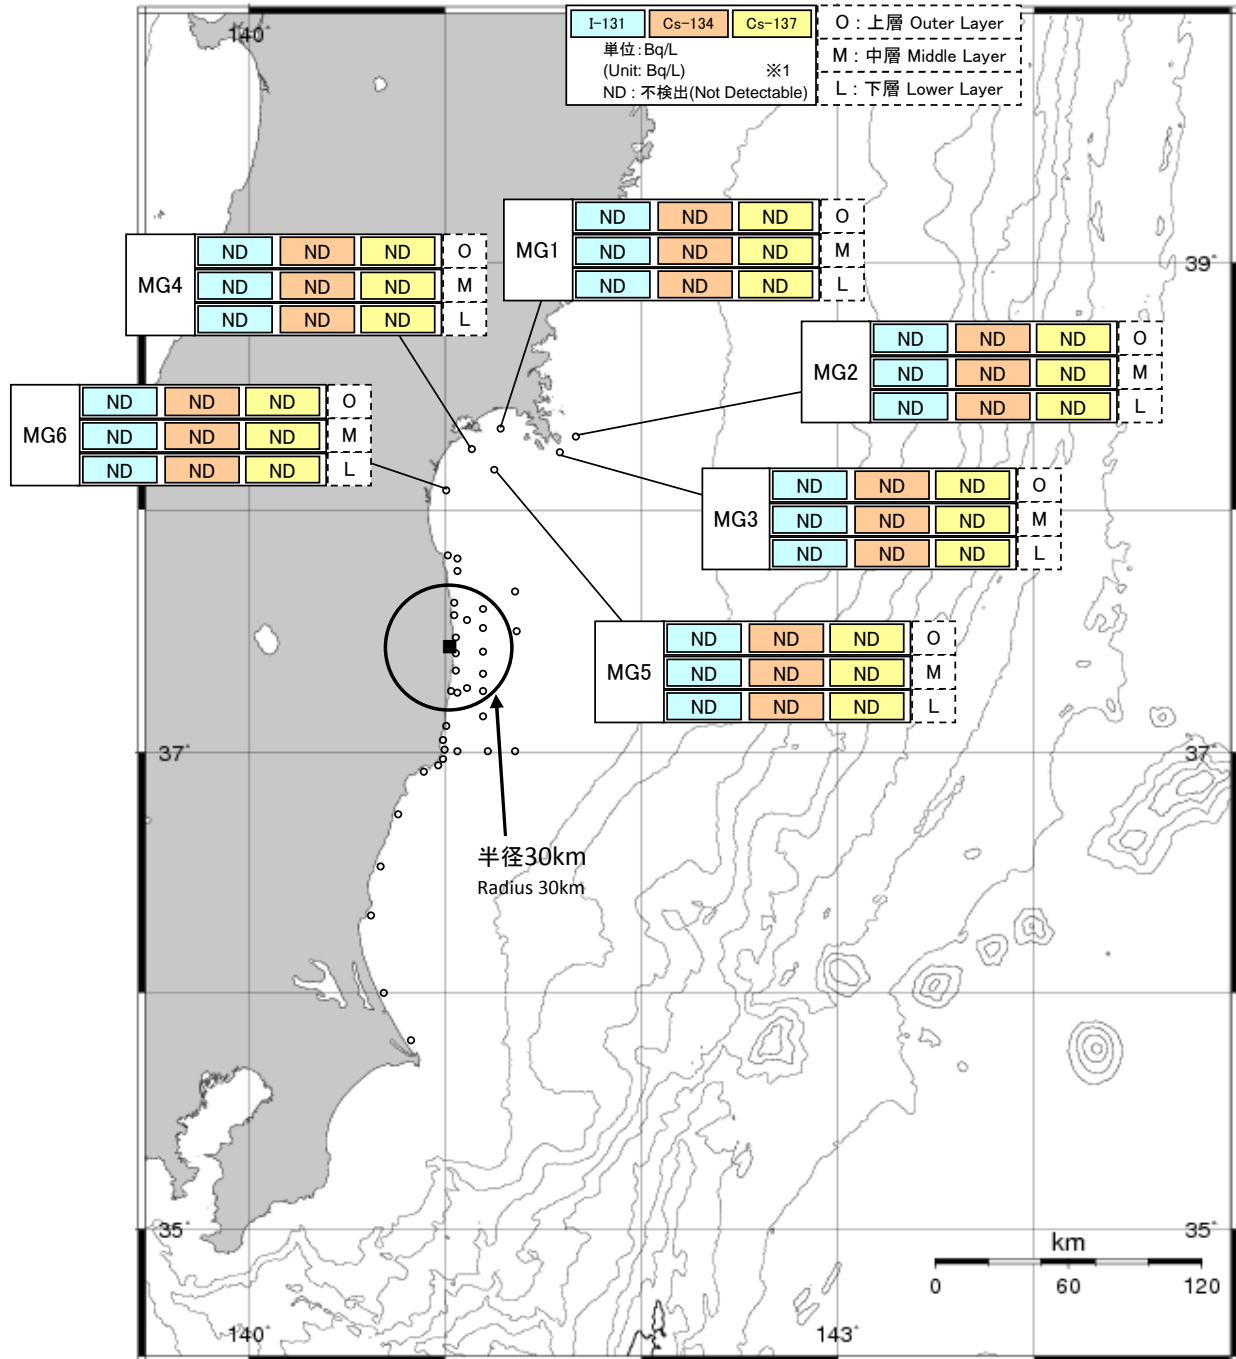 140°
I-131 Cs-134 Cs-137
単位:Bq/L
(Unit: Bq/L) ※1
ND : 不検出(Not Detectable)
O : 上層 Outer Layer
M : 中層 Middle Layer
L : 下層 Lower Layer
MG1
ND ND ND O
ND ND ND M
ND ND ND L
MG4
ND ND ND O
ND ND ND M
ND ND ND L
39°
MG2
ND ND ND O
ND ND ND M
ND ND ND L
MG6
ND ND ND O
ND ND ND M
ND ND ND L
MG3
ND ND ND O
ND ND ND M
ND ND ND L
MG5
ND ND ND O
ND ND ND M
ND ND ND L
37°
37°
半径30km
Radius 30km
35°
35°
km
0 60 120
140°
143°